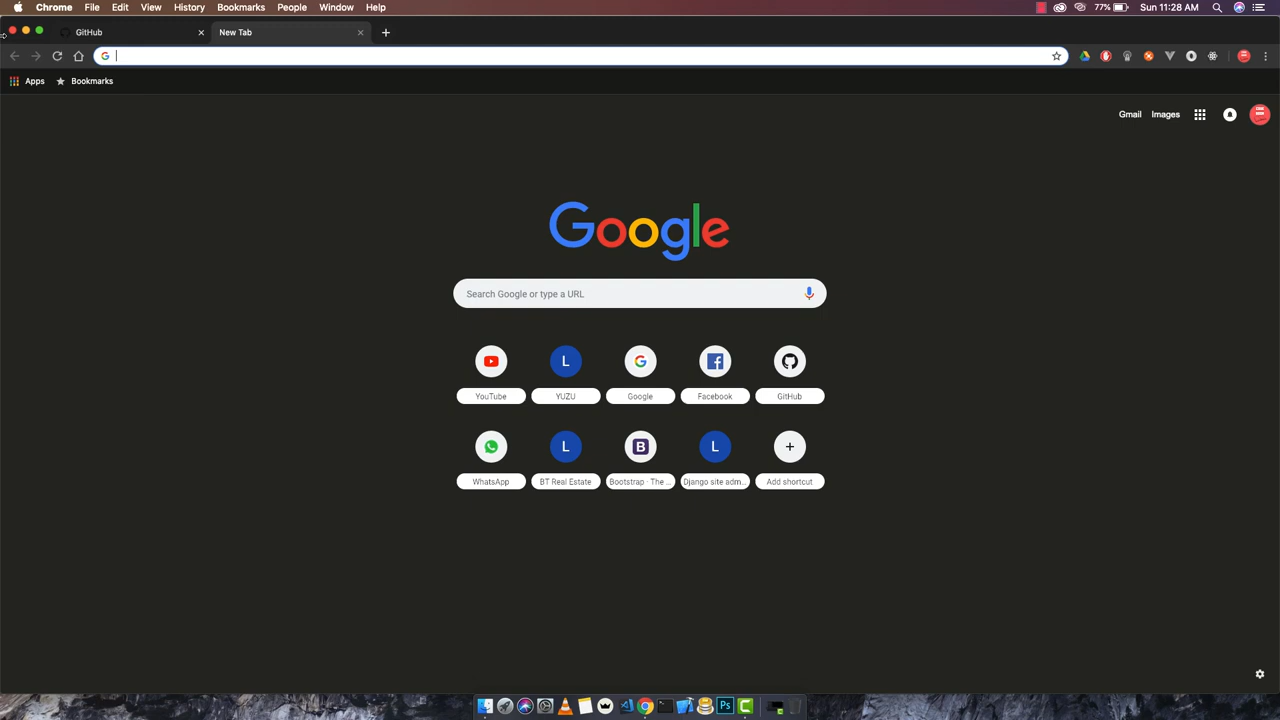 Chrome File Edit View History Bookmarks People Window Help 77% Sun 11:28 AM
GitHub New Tab
G
Apps Bookmarks
Gmail Images
Google
Search Google or type a URL
L G
YouTube YUZU Google Facebook GitHub
L B L +
WhatsApp BT Real Estate Bootstrap · The ... Django site adm... Add shortcut
Ps